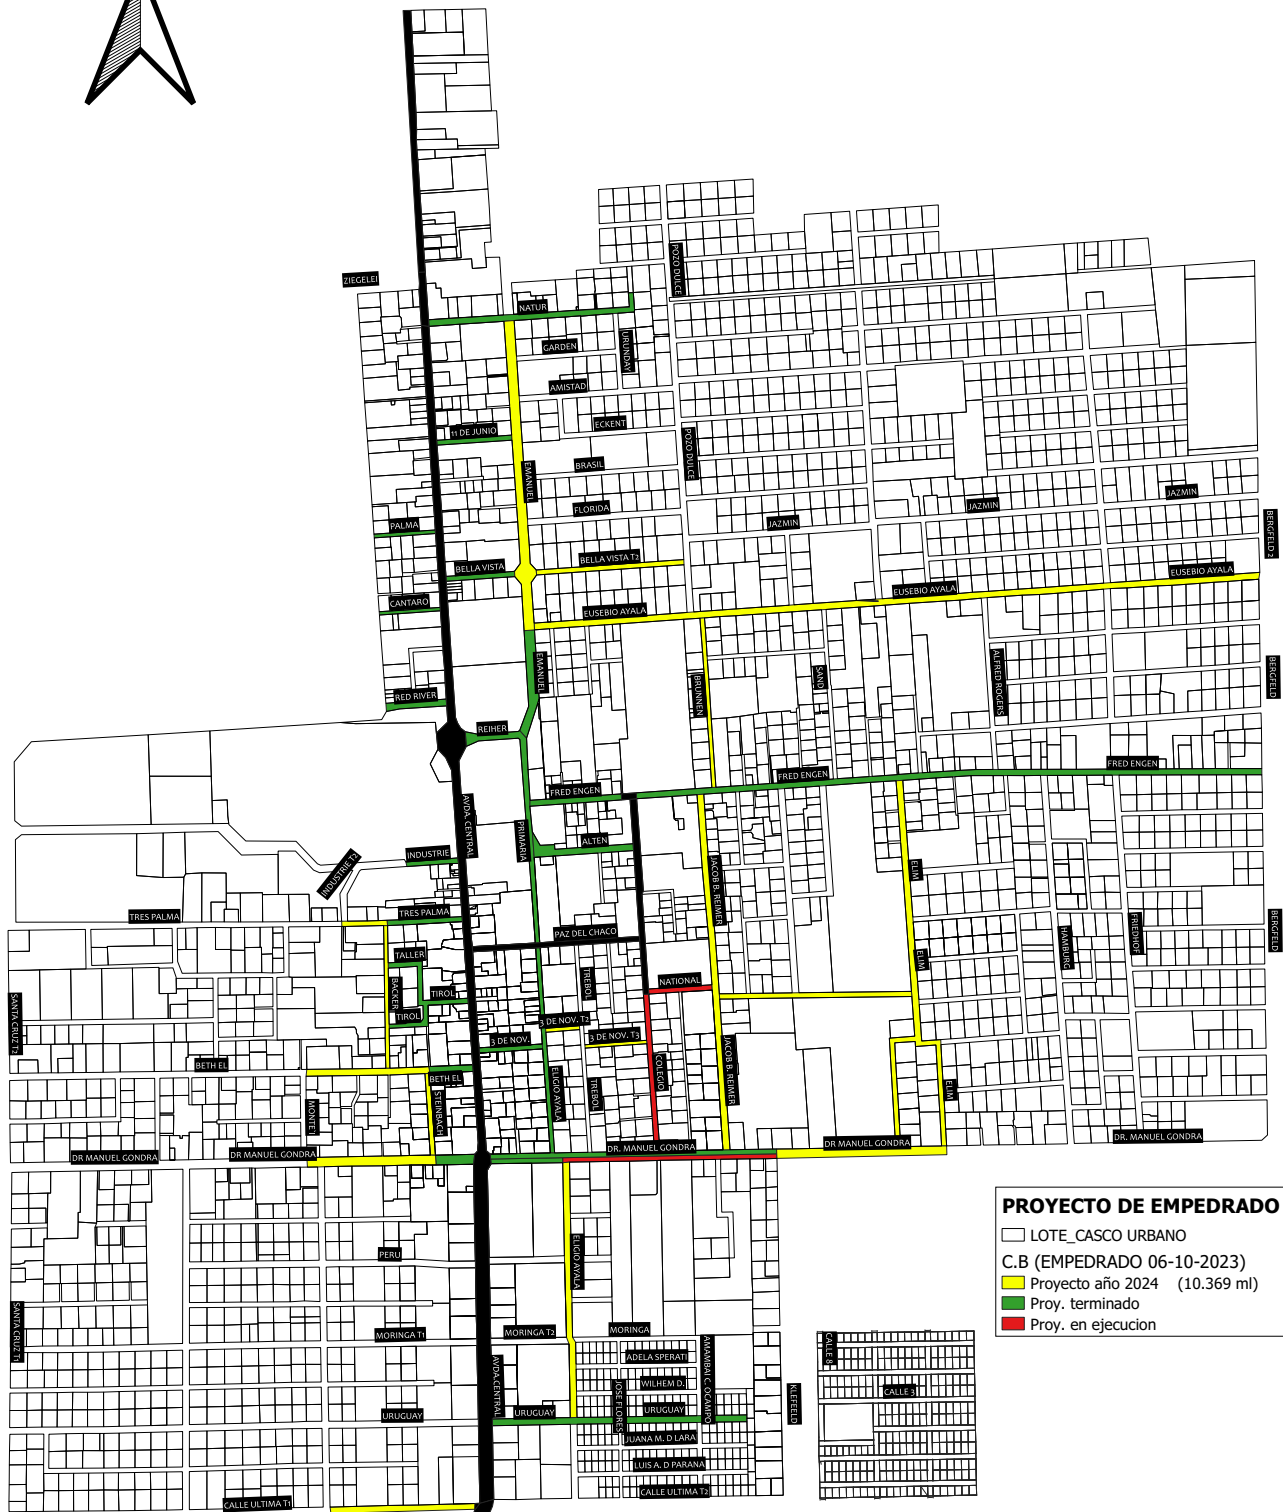 ZIEGELEI
POZO DULCE
NATUR
URUNDAY
GARDEN
AMISTAD
ECKENT
11 DE JUNIO
POZO DULCE
BRASIL
EMANUEL
FLORIDA
JAZMIN
JAZMIN
JAZMIN
PALMA
BERGFELD 2
BELLA VISTA
BELLA VISTA T2
EUSEBIO AYALA
EUSEBIO AYALA
CANTARO
EUSEBIO AYALA
EMANUEL
BRUNNEN
SAND
ALFRED ROGERS
BERGFELD
RED RIVER
REIHER
FRED ENGEN
FRED ENGEN
FRED ENGEN
AVDA. CENTRAL
PRIMARIA
ALTEN
INDUSTRIE
INDUSTRIE T2
JACOB B. REIMER
ELIM
TRES PALMA
TRES PALMA
PAZ DEL CHACO
HAMBURG
FRIEDHOF
BERGFELD
TALLER
ELIM
BACKER
TIROL
TREBOL
NATIONAL
TIROL
SANTA CRUZ T2
3 DE NOV. T2
3 DE NOV.
3 DE NOV. T3
BETH EL
BETH EL
COLEGIO
JACOB B. REIMER
ELIGIO AYALA
TREBOL
ELIM
STEINBACH
MONTE 1
DR MANUEL GONDRA
DR MANUEL GONDRA
DR. MANUEL GONDRA
DR MANUEL GONDRA
DR. MANUEL GONDRA
PROYECTO DE EMPEDRADO
LOTE_CASCO URBANO
C.B (EMPEDRADO 06-10-2023)
Proyecto año 2024 (10.369 ml)
Proy. terminado
Proy. en ejecucion
PERU
ELIGIO AYALA
SANTA CRUZ T1
MORINGA T1
MORINGA T2
MORINGA
ADELA SPERATI
AMAMBAI C. OCAMPO
CALLE 8
AVDA.CENTRAL
WILHEM D.
CALLE 3
JOSE FLORES
KLEFELD
URUGUAY
URUGUAY
URUGUAY
JUANA M. D LARA
LUIS A. D PARANA
CALLE ULTIMA T2
CALLE ULTIMA T1